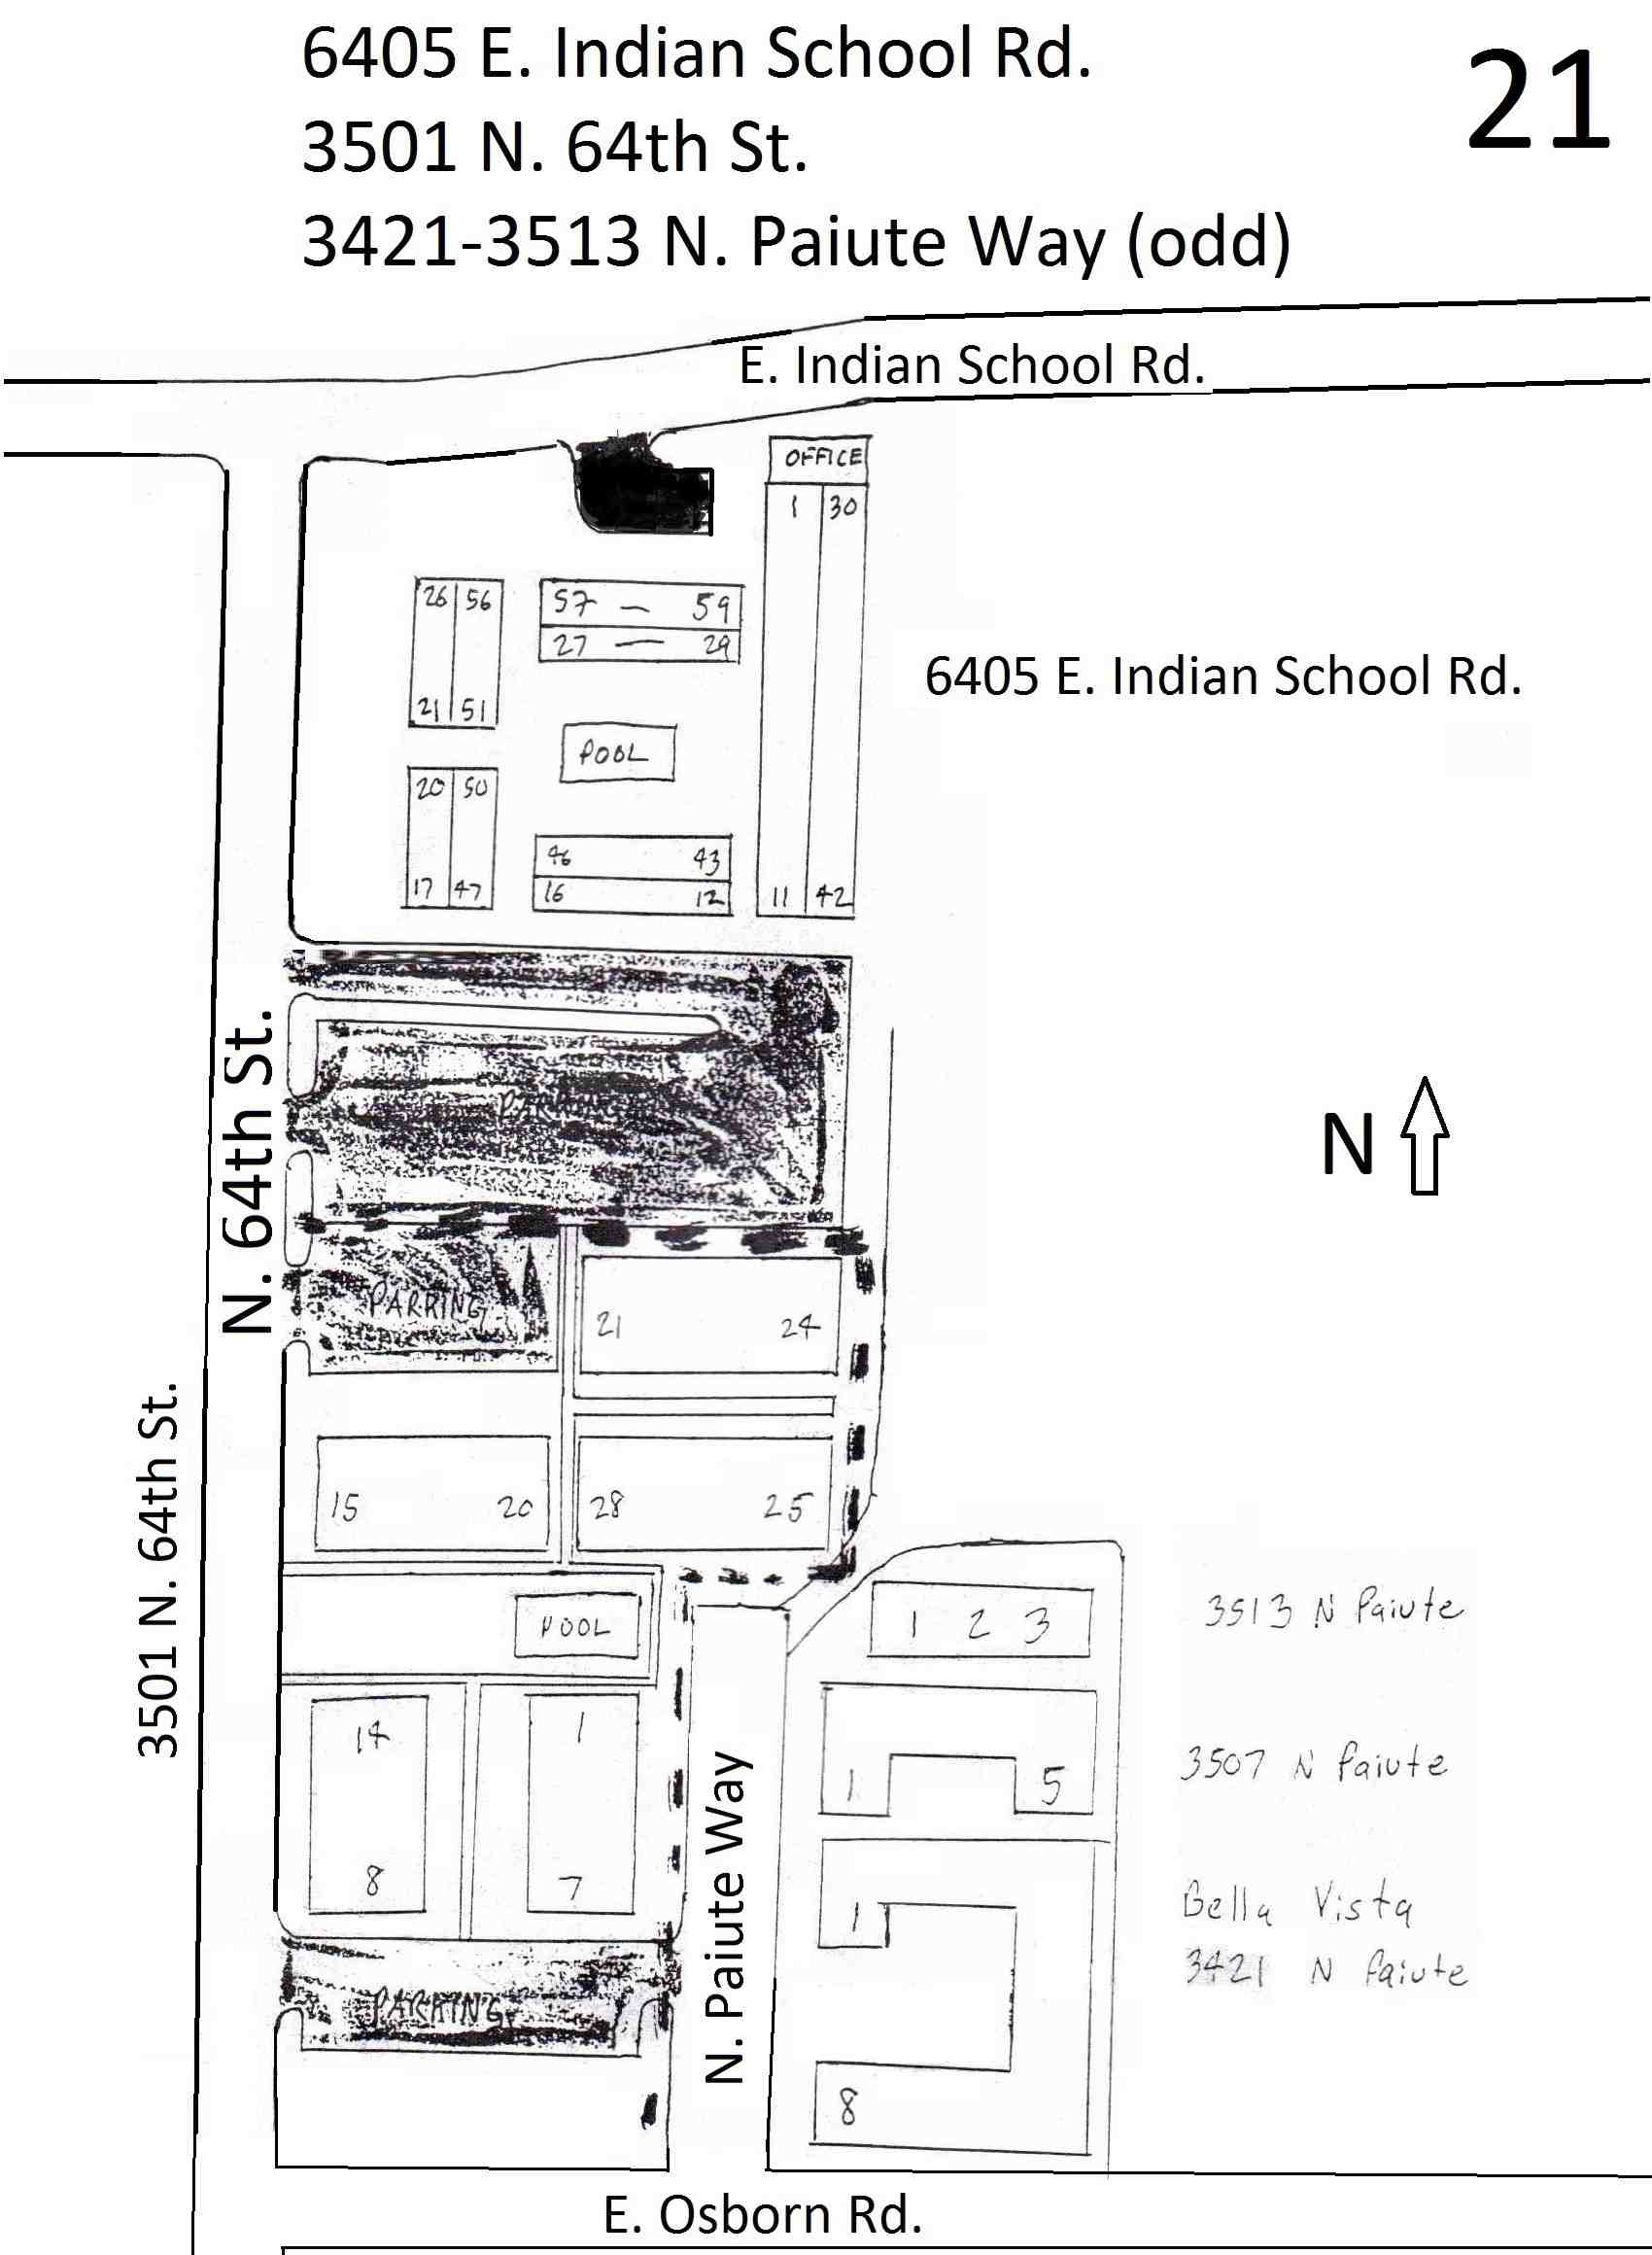 6405 E. Indian School Rd.
21
3501 N. 64th St.
3421-3513 N. Paiute Way (odd)
E. Indian School Rd.
OFFICE
1 30
26 56
57 — 59
27 — 29
6405 E. Indian School Rd.
21 51
POOL
20 50
46 43
17 47
16 12
11 42
N. 64th St.
PARKING
N
PARKING
21 24
3501 N. 64th St.
15 20
28 25
POOL
1 2 3
3513 N Paiute
14
1
1 5
3507 N Paiute
8
7
N. Paiute Way
1
Bella Vista
3421 N Paiute
PARKING
8
E. Osborn Rd.